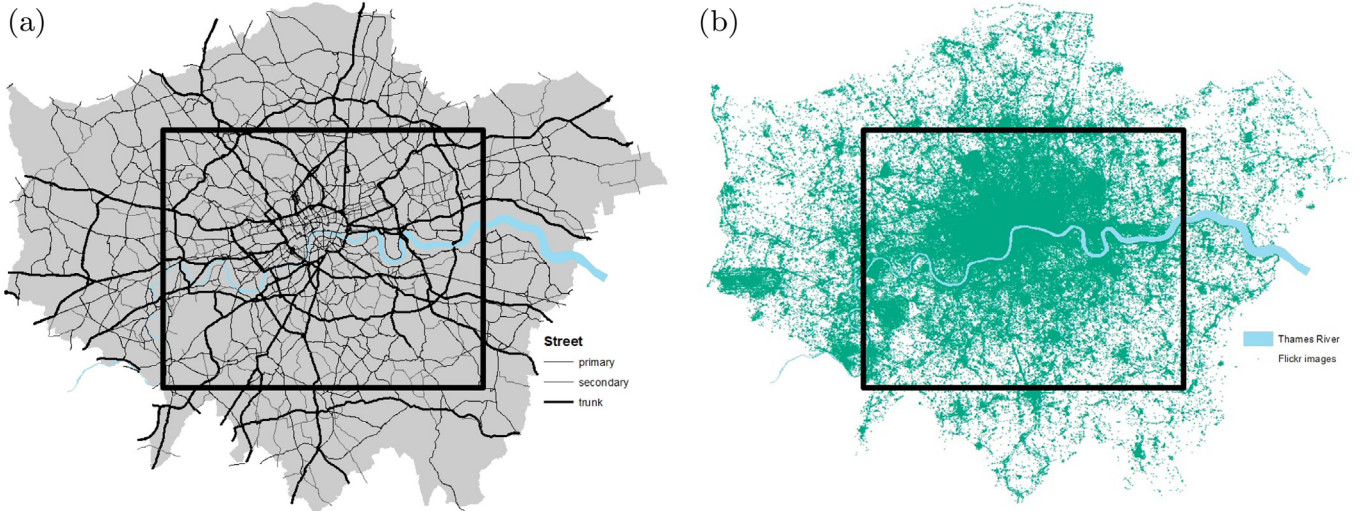 (a)
Street
primary
secondary
trunk
(b)
Thames River
Flickr images